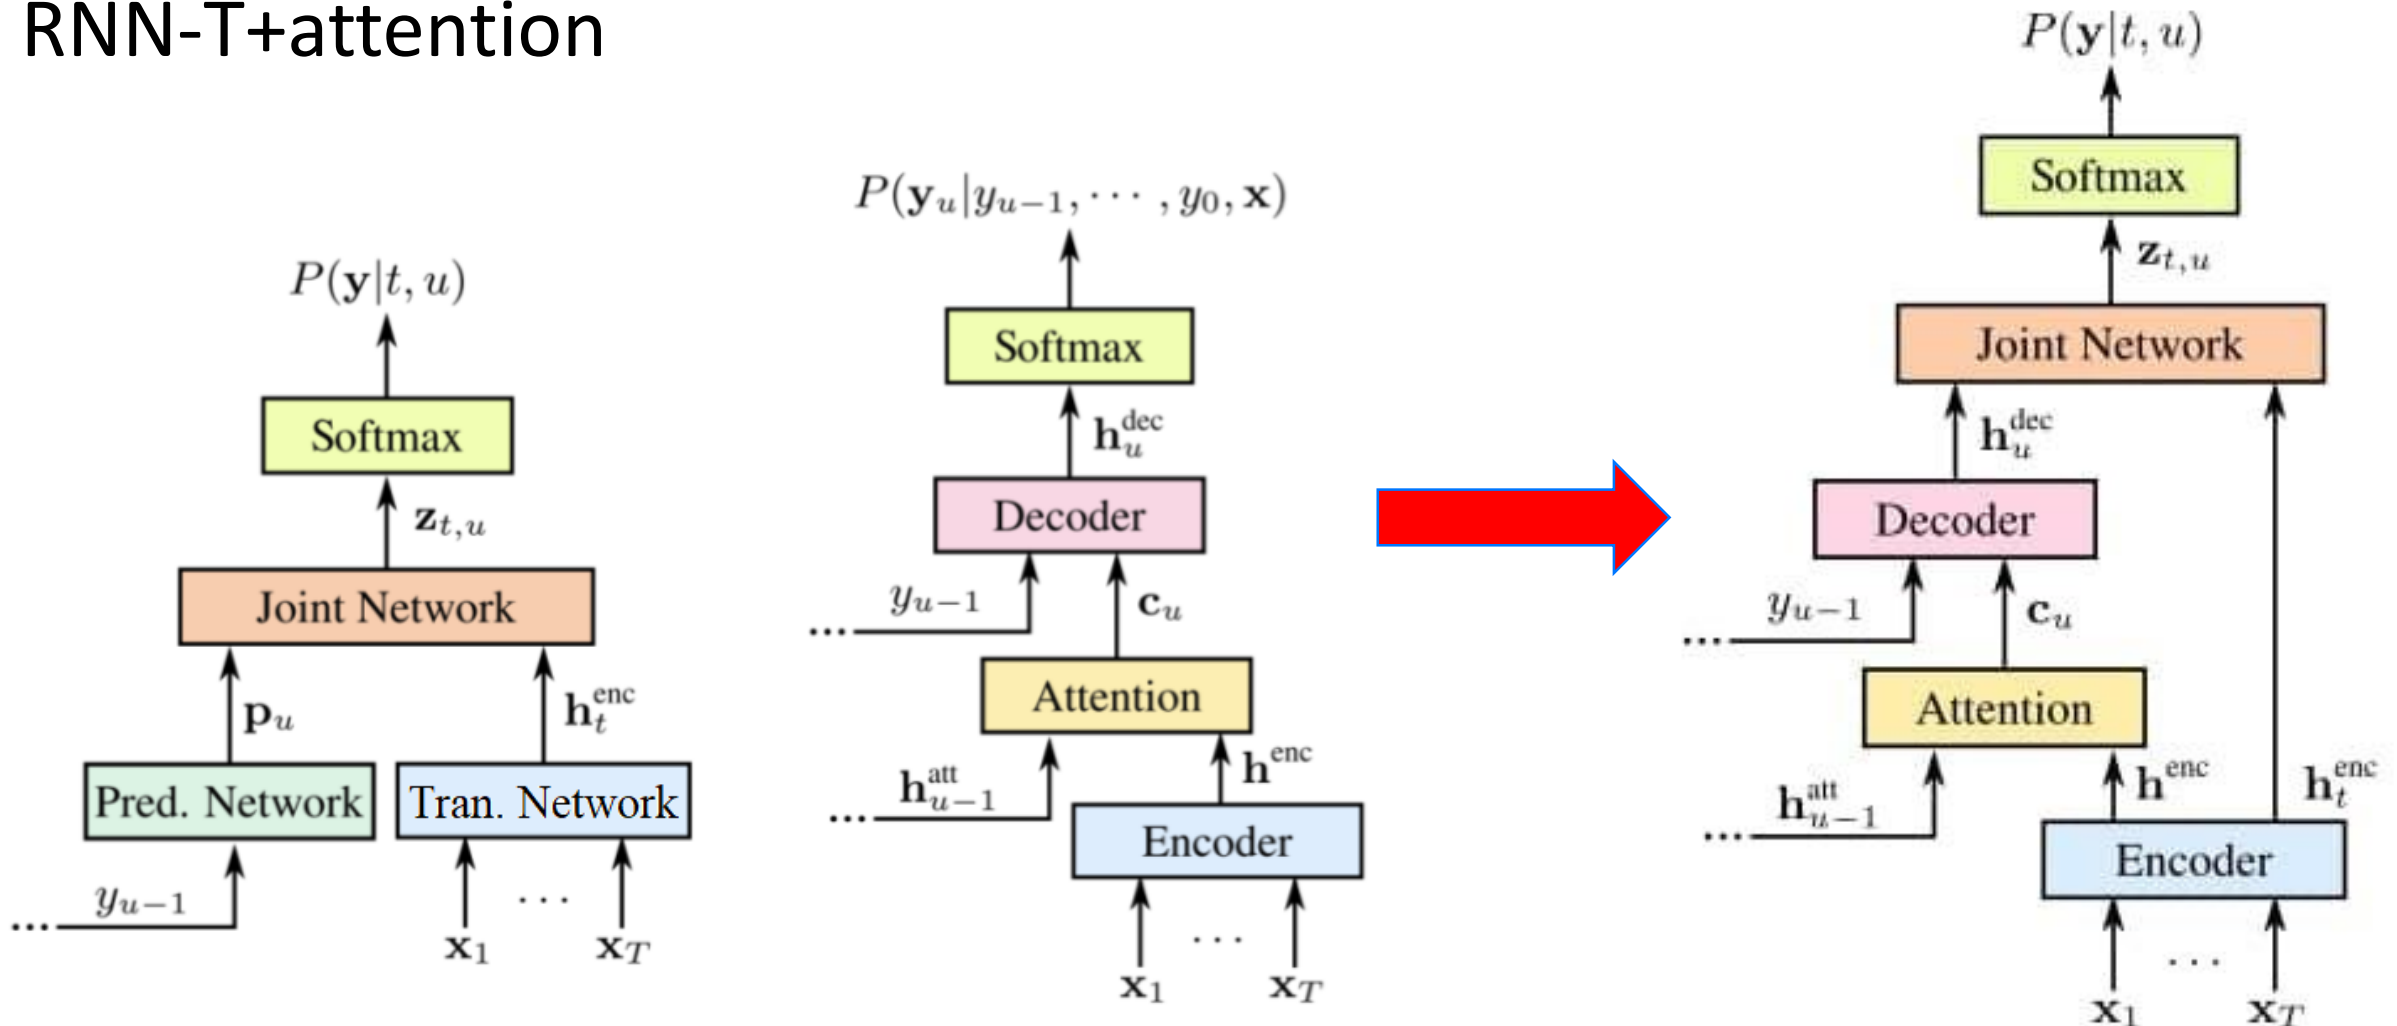 RNN-T+attention
P(y|t, u)
Softmax
z_{t,u}
Joint Network
p_u
h_t^{enc}
Pred. Network
Tran. Network
y_{u-1}
...
x_1
...
x_T
P(y_u|y_{u-1}, ··· , y_0, x)
Softmax
h_u^{dec}
Decoder
y_{u-1}
...
c_u
Attention
h_{u-1}^{att}
...
h^{enc}
Encoder
x_1
...
x_T
P(y|t, u)
Softmax
z_{t,u}
Joint Network
h_u^{dec}
Decoder
y_{u-1}
...
c_u
Attention
h_{u-1}^{att}
...
h^{enc}
h_t^{enc}
Encoder
x_1
...
x_T